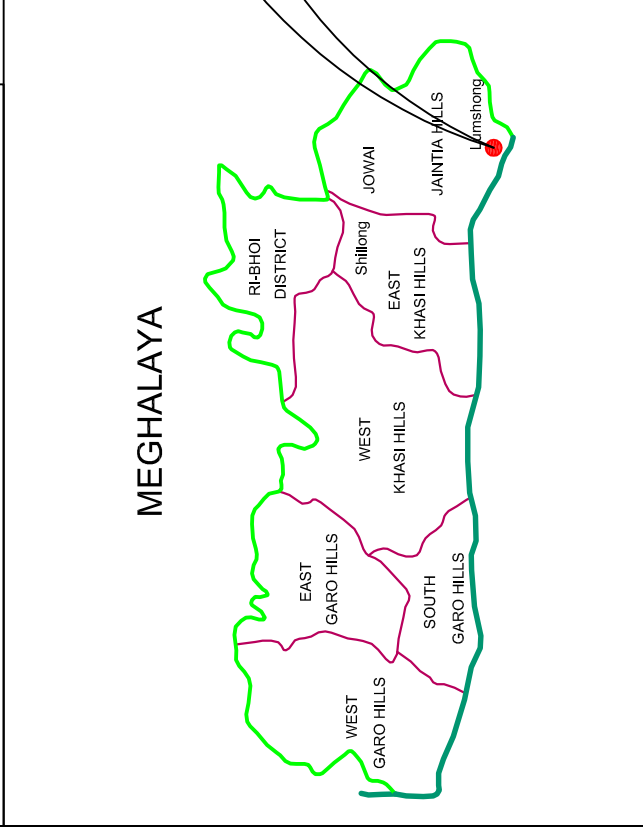 MEGHALAYA
RI-BHOI
DISTRICT
JOWAI
JAINTIA HILLS
Lumshong
Shillong
EAST
KHASI HILLS
WEST
KHASI HILLS
EAST
GARO HILLS
SOUTH
GARO HILLS
WEST
GARO HILLS